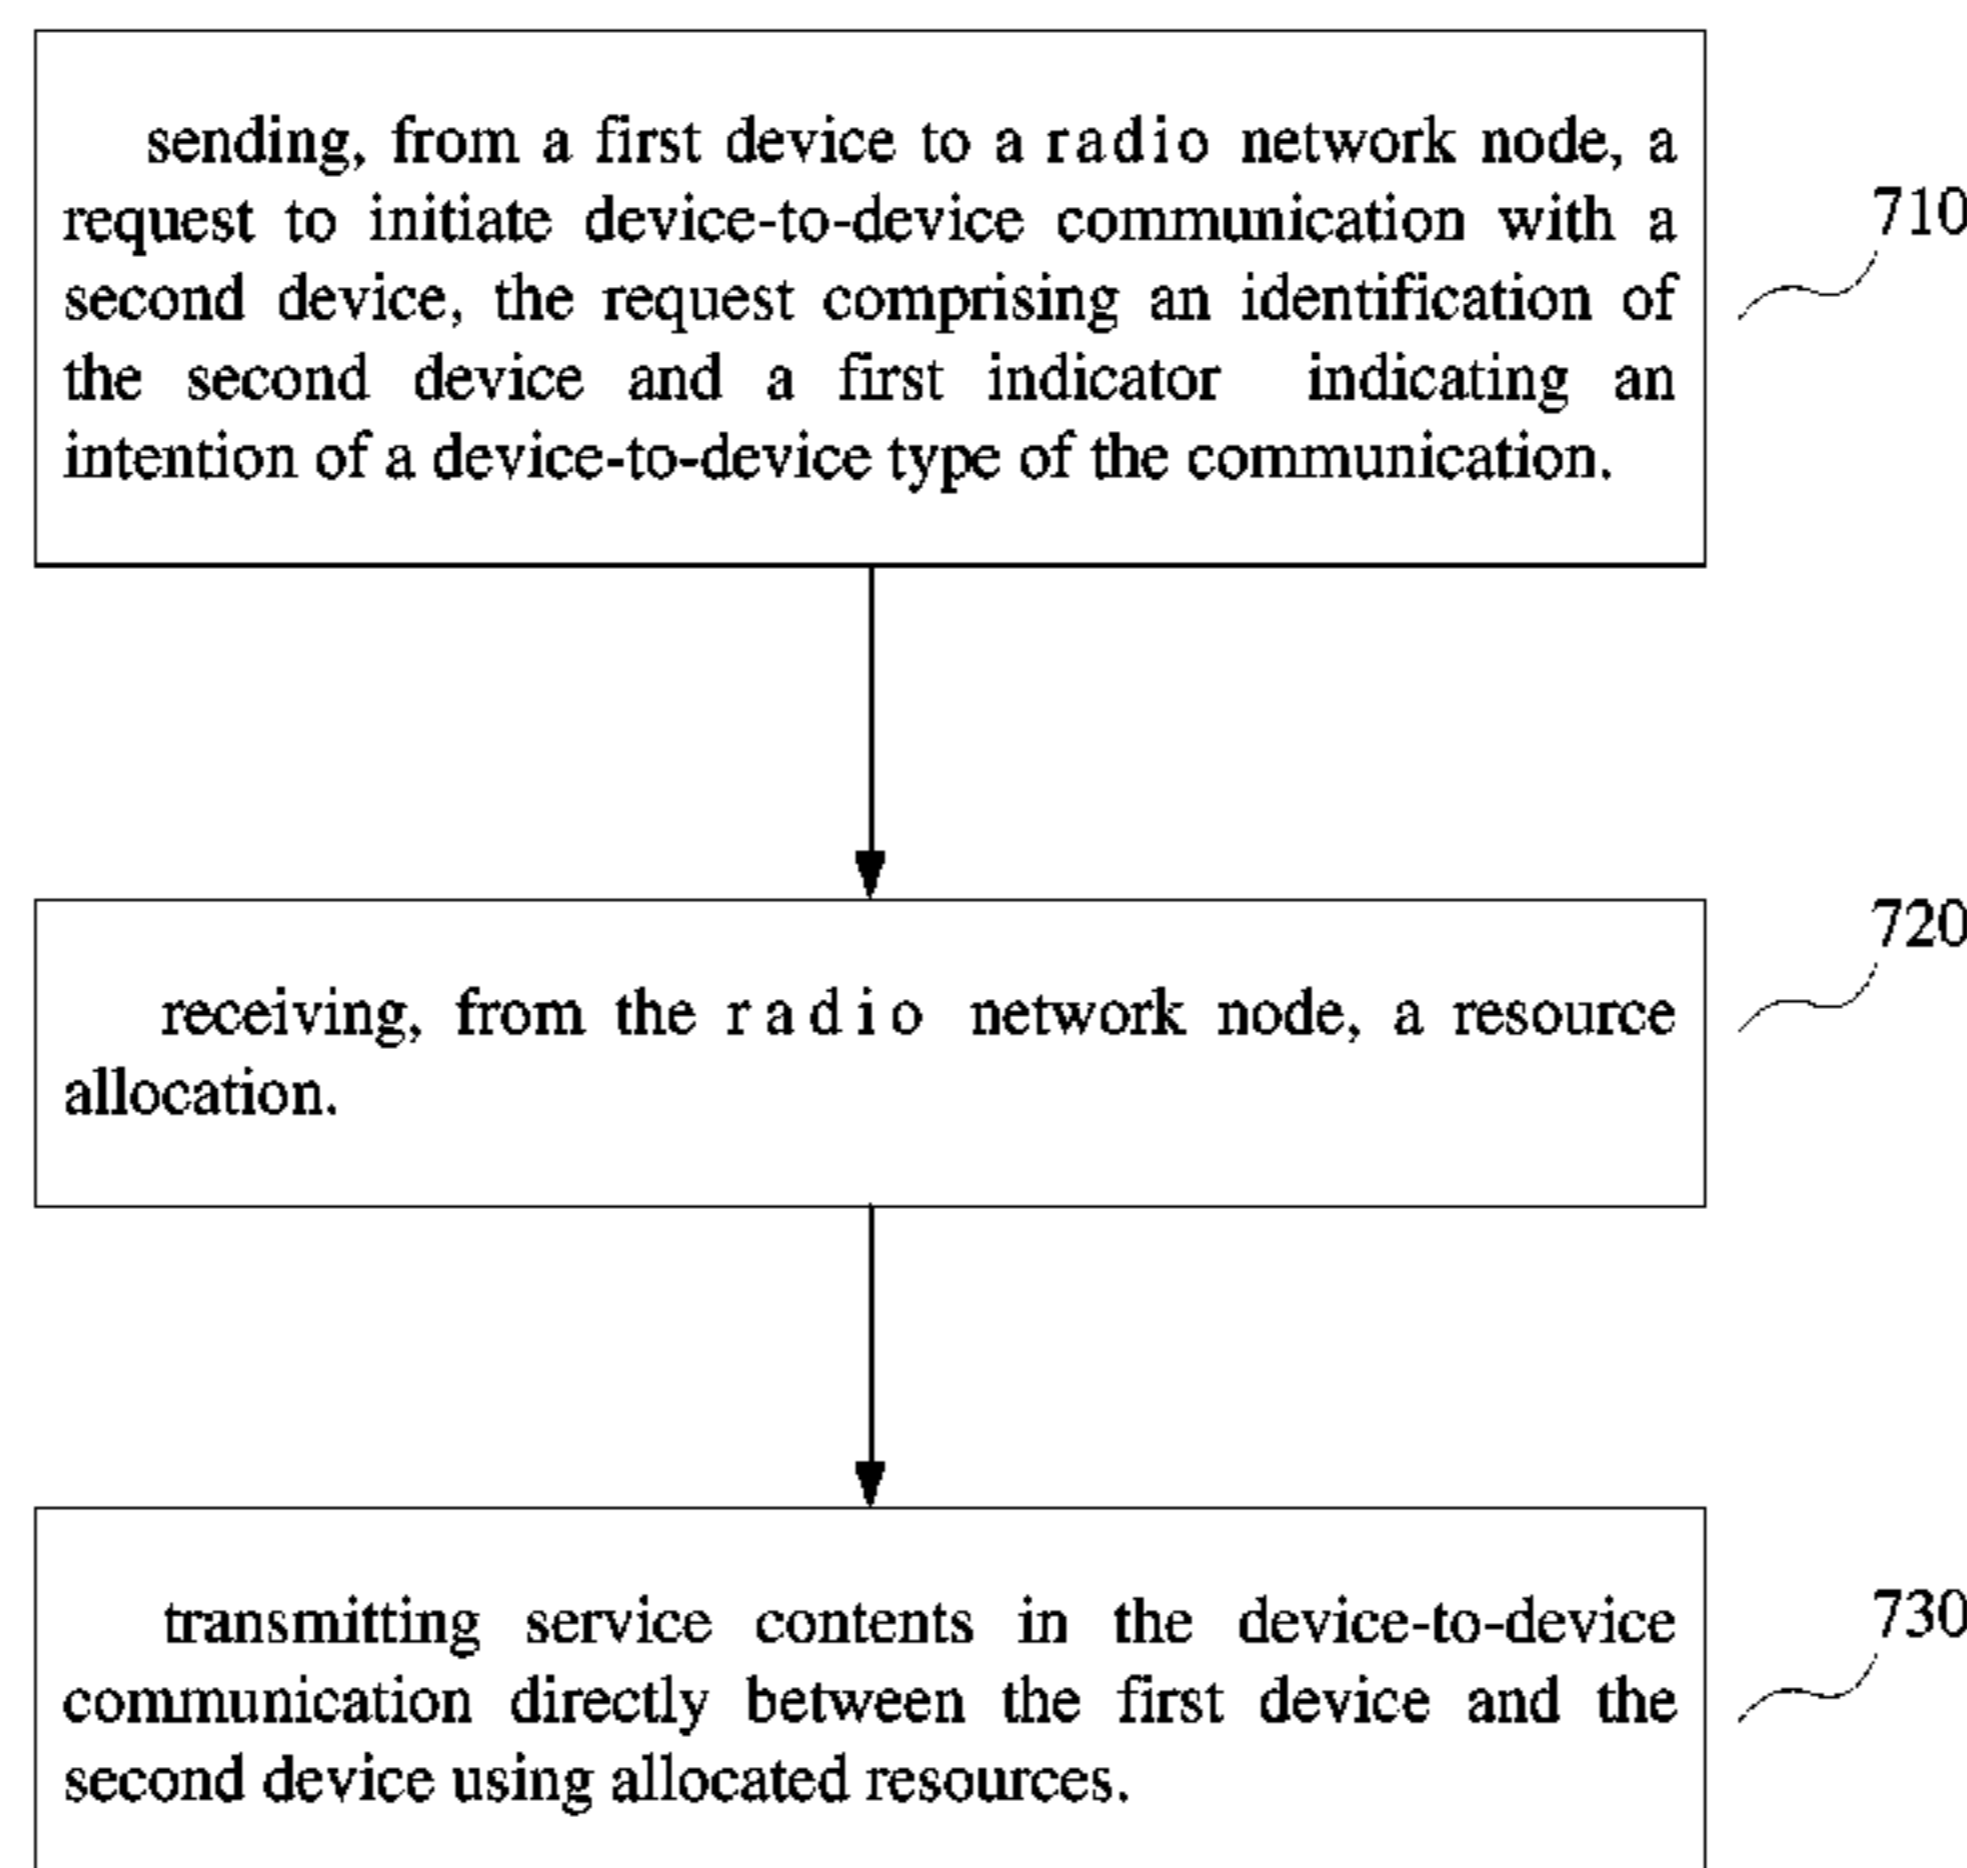 sending, from a first device to a radio network node, a
request to initiate device-to-device communication with a
second device, the request comprising an identification of
the second device and a first indicator indicating an
intention of a device-to-device type of the communication.
710
receiving, from the radio network node, a resource
allocation.
720
transmitting service contents in the device-to-device
communication directly between the first device and the
second device using allocated resources.
730